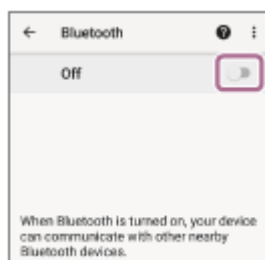 Bluetooth
Off
When Bluetooth is turned on, your device
can communicate with other nearby
Bluetooth devices.